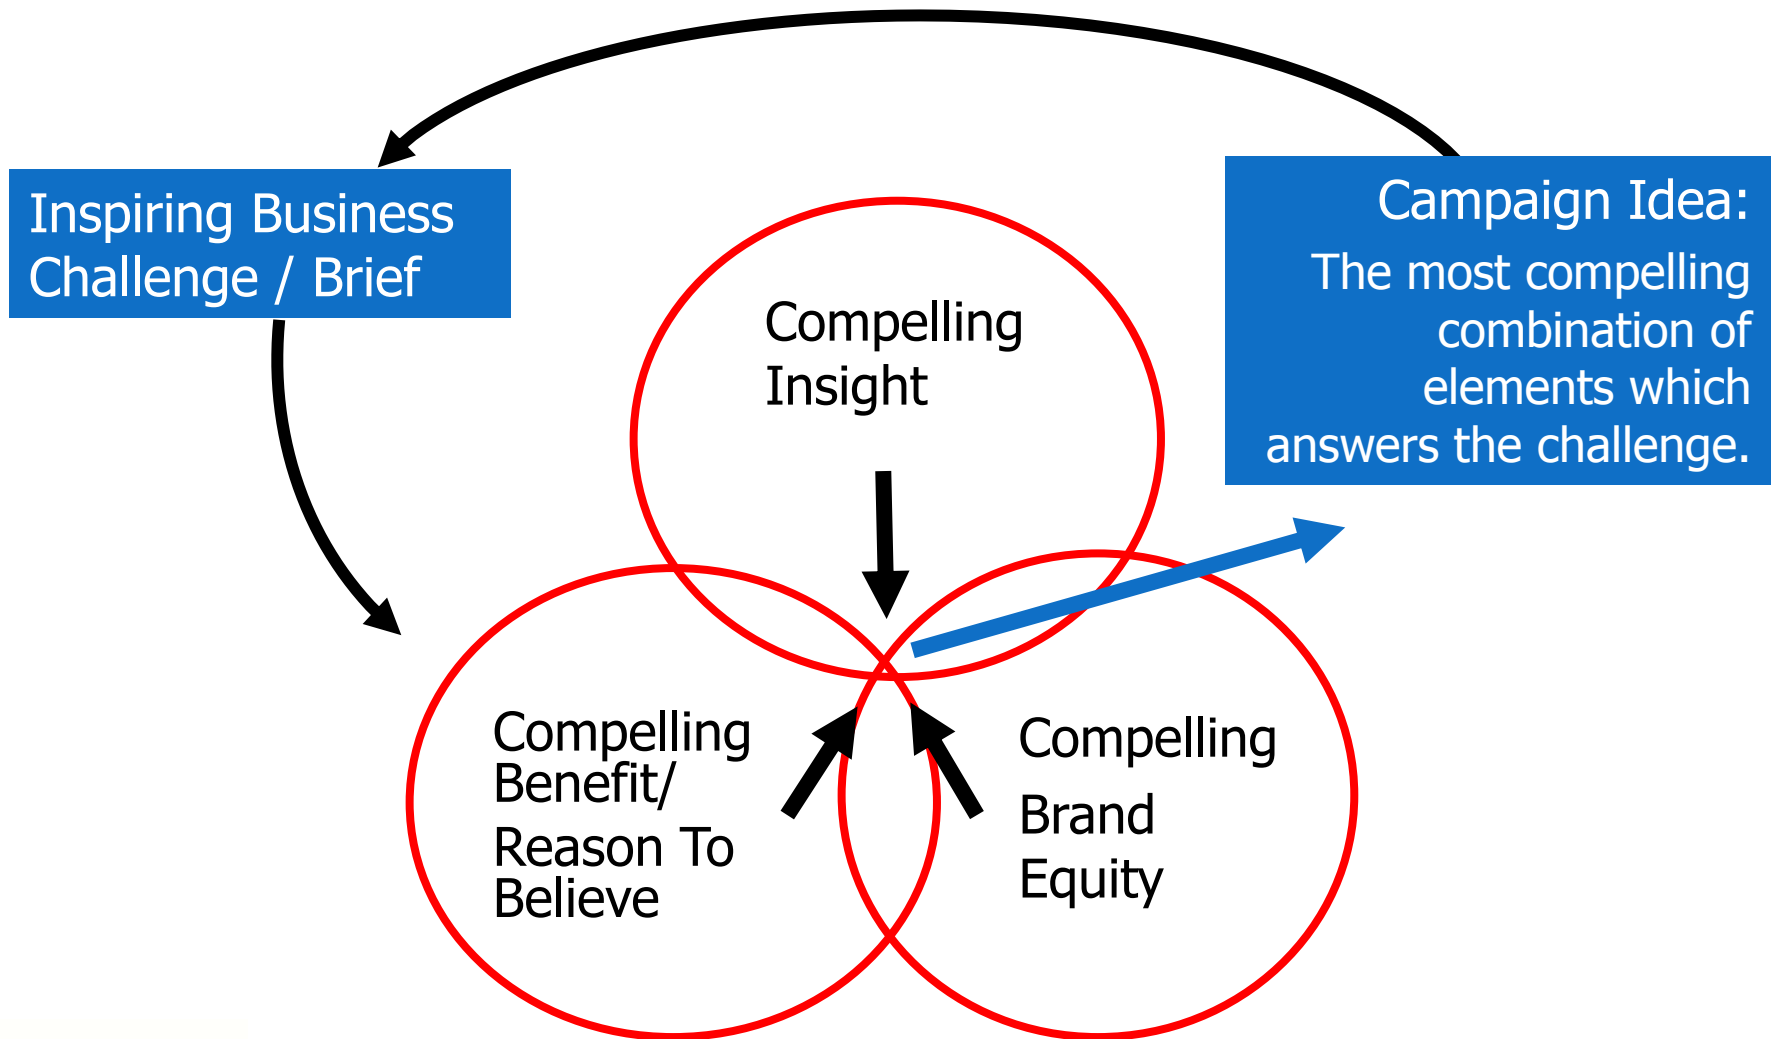 Inspiring Business
Challenge / Brief
Campaign Idea:
The most compelling
combination of
elements which
answers the challenge.
Compelling
Insight
Compelling
Benefit/
Reason To
Believe
Compelling
Brand
Equity